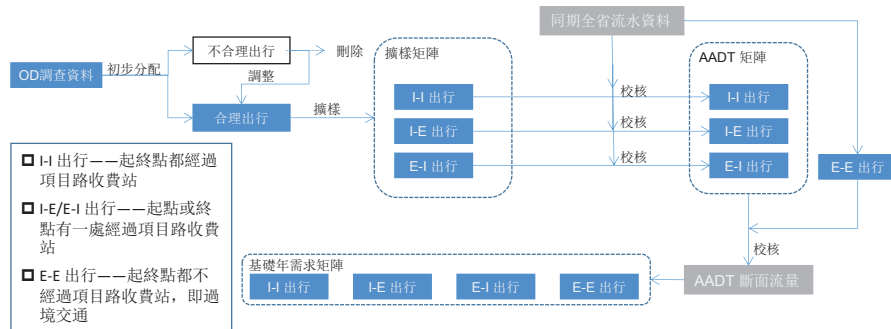 同期全省流水資料
不合理出行
刪除
擴樣矩陣
AADT 矩陣
OD調查資料
初步分配
調整
I-I 出行
校核
I-I 出行
合理出行
擴樣
I-E 出行
校核
I-E 出行
E-I 出行
校核
E-I 出行
E-E 出行
I-I 出行——起終點都經過
項目路收費站
I-E/E-I 出行——起點或終
點有一處經過項目路收費
站
E-E 出行——起終點都不
經過項目路收費站，即過
境交通
校核
基礎年需求矩陣
I-I 出行
I-E 出行
E-I 出行
E-E 出行
AADT 斷面流量